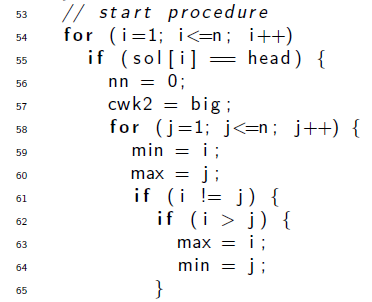 53 // start procedure
54 for (i=1; i<=n; i++)
55 if (sol[i] == head) {
56 nn = 0;
57 cwk2 = big;
58 for (j=1; j<=n; j++) {
59 min = i;
60 max = j;
61 if (i != j) {
62 if (i > j) {
63 max = i;
64 min = j;
65 }